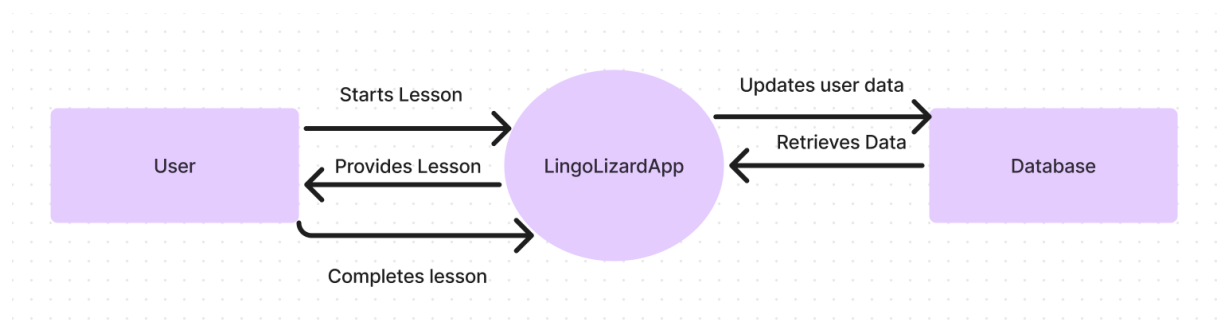 Starts Lesson
Updates user data
Retrieves Data
User
Provides Lesson
LingoLizardApp
Database
Completes lesson